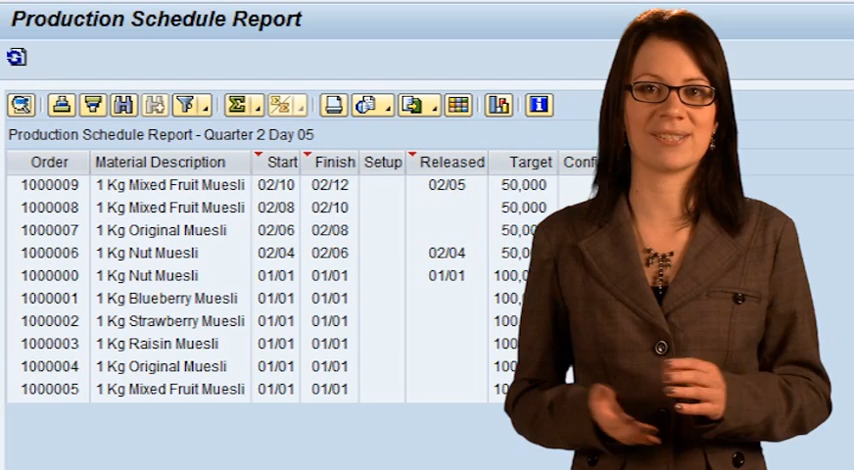 Production Schedule Report
Production Schedule Report - Quarter 2 Day 05
Order Material Description Start Finish Setup Released Target
1000009 1 Kg Mixed Fruit Muesli 02/10 02/12 02/05 50,000
1000008 1 Kg Mixed Fruit Muesli 02/08 02/10 50,000
1000007 1 Kg Original Muesli 02/06 02/08
1000006 1 Kg Nut Muesli 02/04 02/06 02/04
1000000 1 Kg Nut Muesli 01/01 01/01 01/01
1000001 1 Kg Blueberry Muesli 01/01 01/01
1000002 1 Kg Strawberry Muesli 01/01 01/01
1000003 1 Kg Raisin Muesli 01/01 01/01
1000004 1 Kg Original Muesli 01/01 01/01
1000005 1 Kg Mixed Fruit Muesli 01/01 01/01